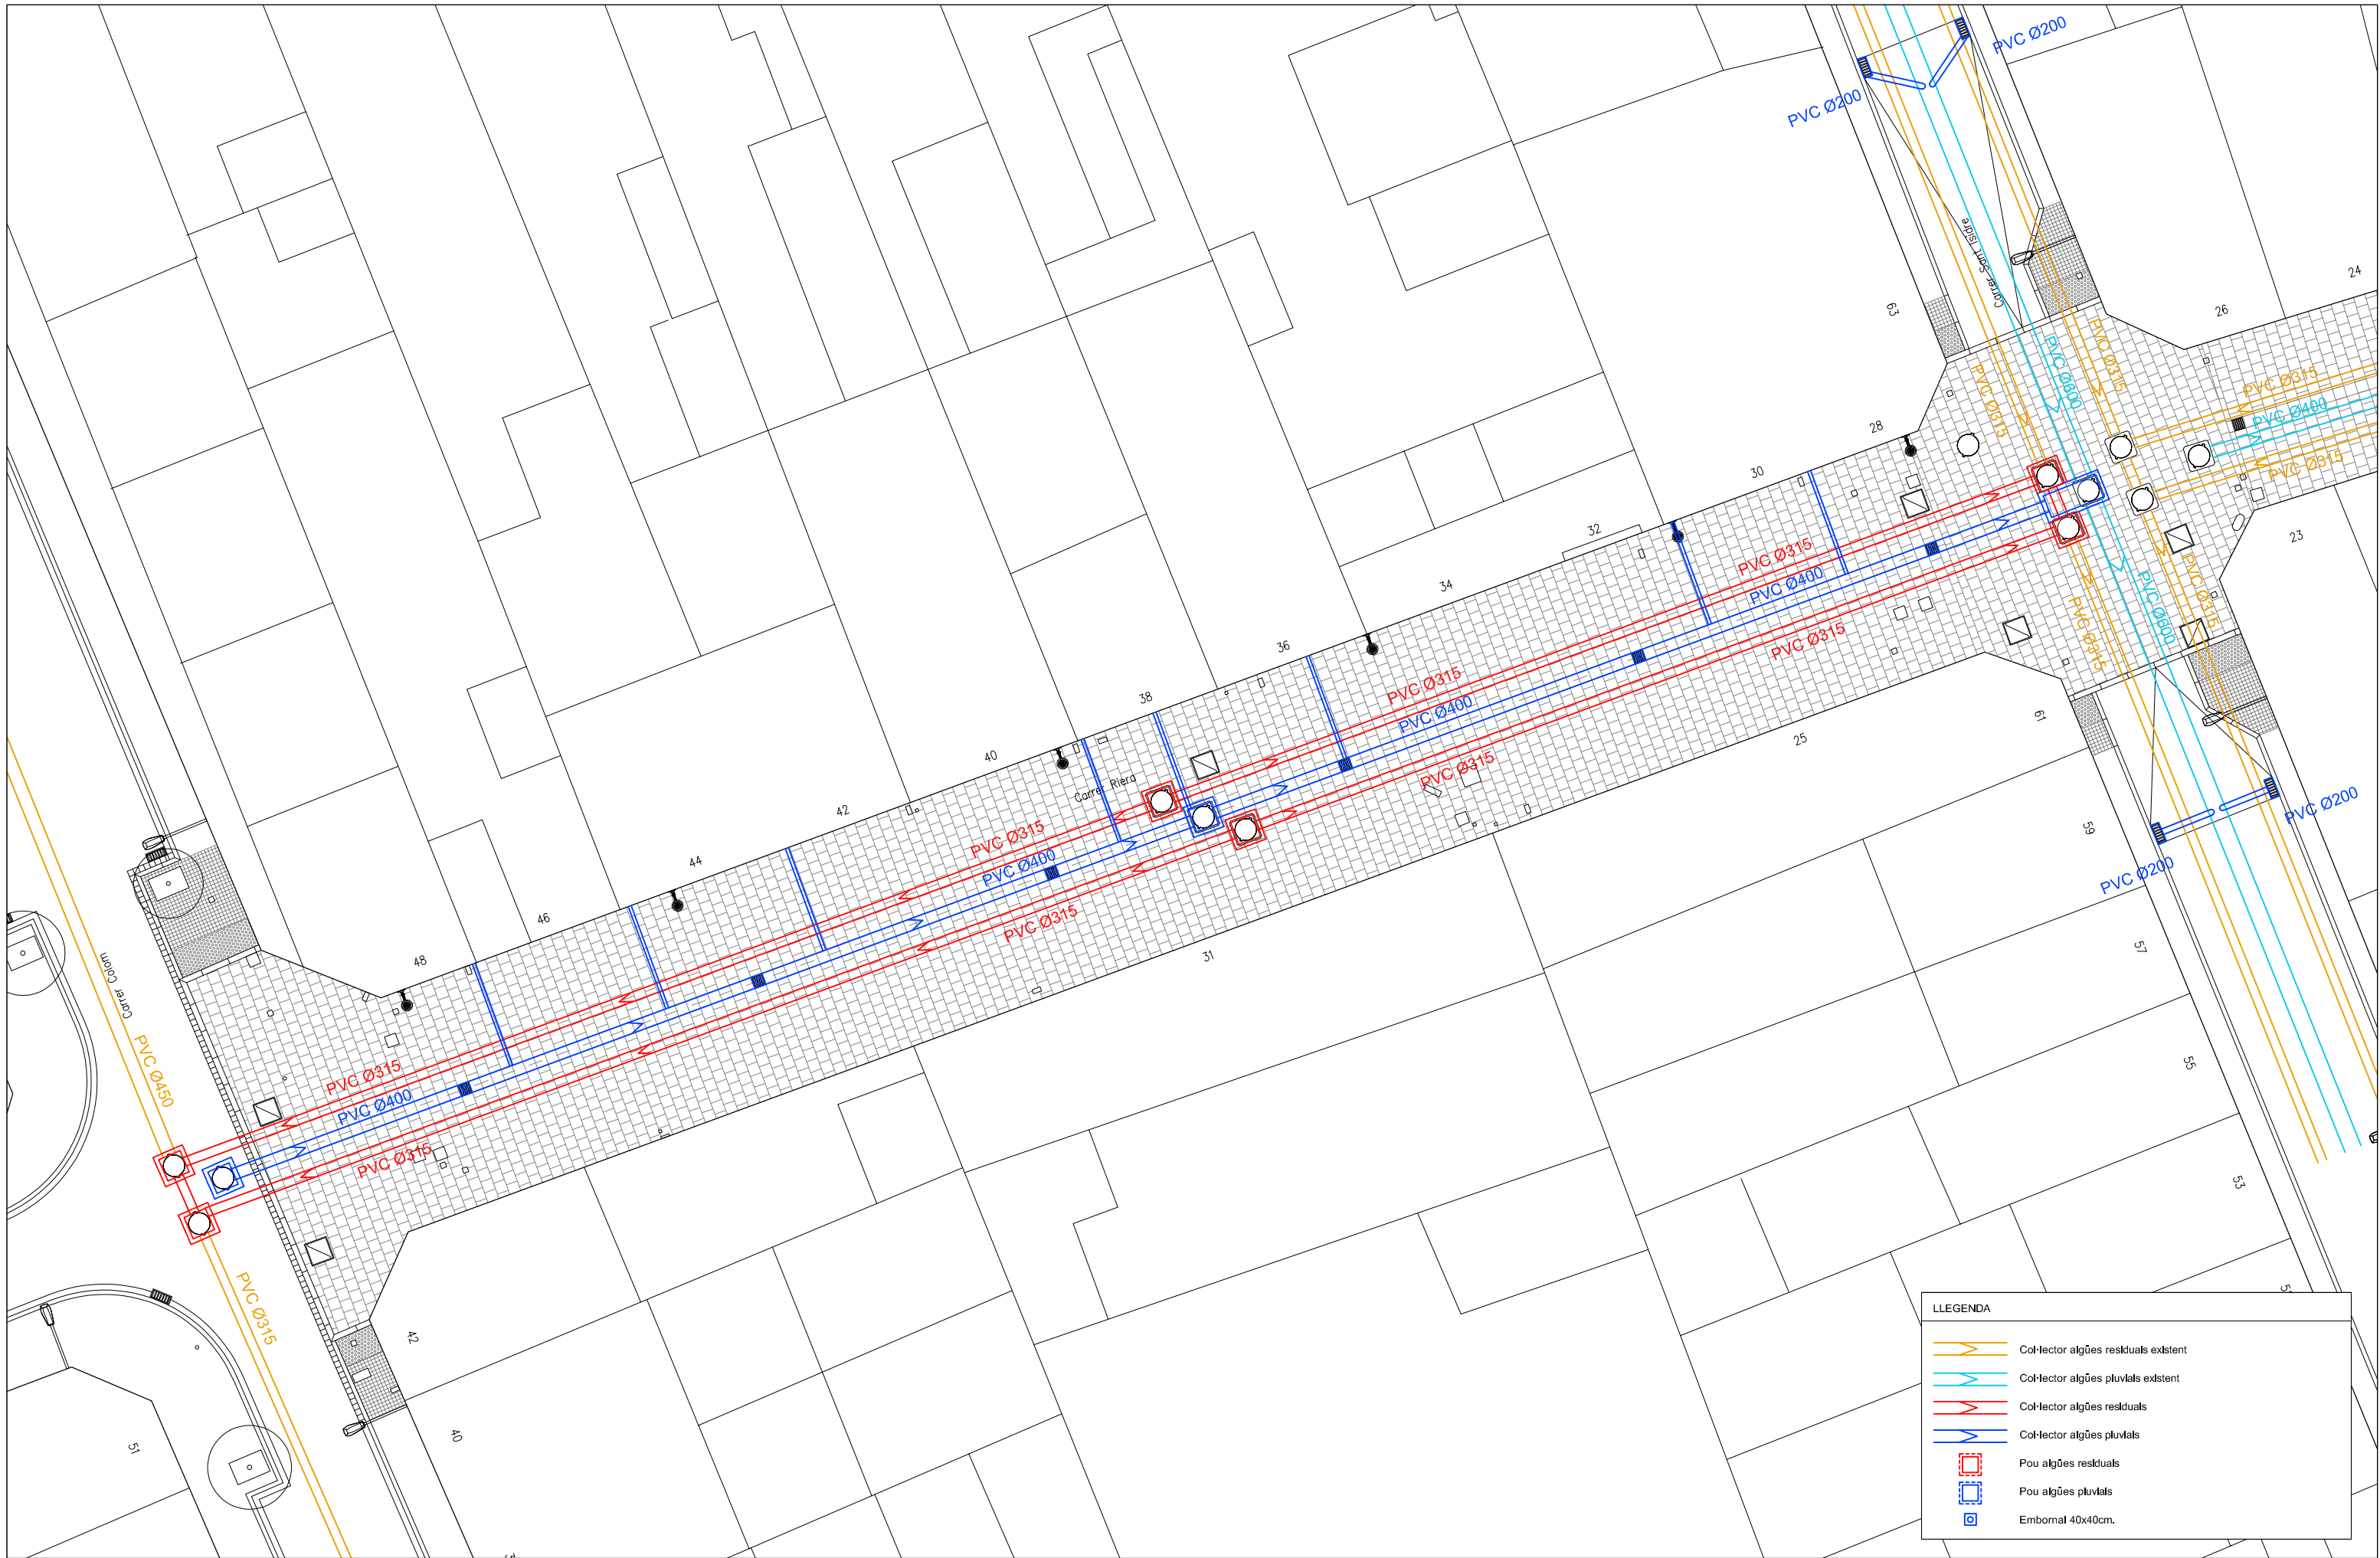 PVC Ø200
PVC Ø200
Carrer Sant Isidre
63
24
26
PVC Ø315
PVC Ø600
PVC Ø315
PVC Ø315
PVC Ø400
PVC Ø315
28
30
32
34
36
38
40
42
44
46
48
23
PVC Ø315
PVC Ø400
PVC Ø315
PVC Ø315
PVC Ø600
PVC Ø315
PVC Ø315
PVC Ø400
PVC Ø315
Carrer Riera
PVC Ø315
PVC Ø400
PVC Ø315
25
31
61
59
57
55
53
PVC Ø200
PVC Ø200
Carrer Colom
PVC Ø450
PVC Ø315
PVC Ø400
PVC Ø315
PVC Ø315
42
40
51
LLEGENDA
Col·lector aigües residuals existent
Col·lector aigües pluvials existent
Col·lector aigües residuals
Col·lector aigües pluvials
Pou aigües residuals
Pou aigües pluvials
Embornal 40x40cm.